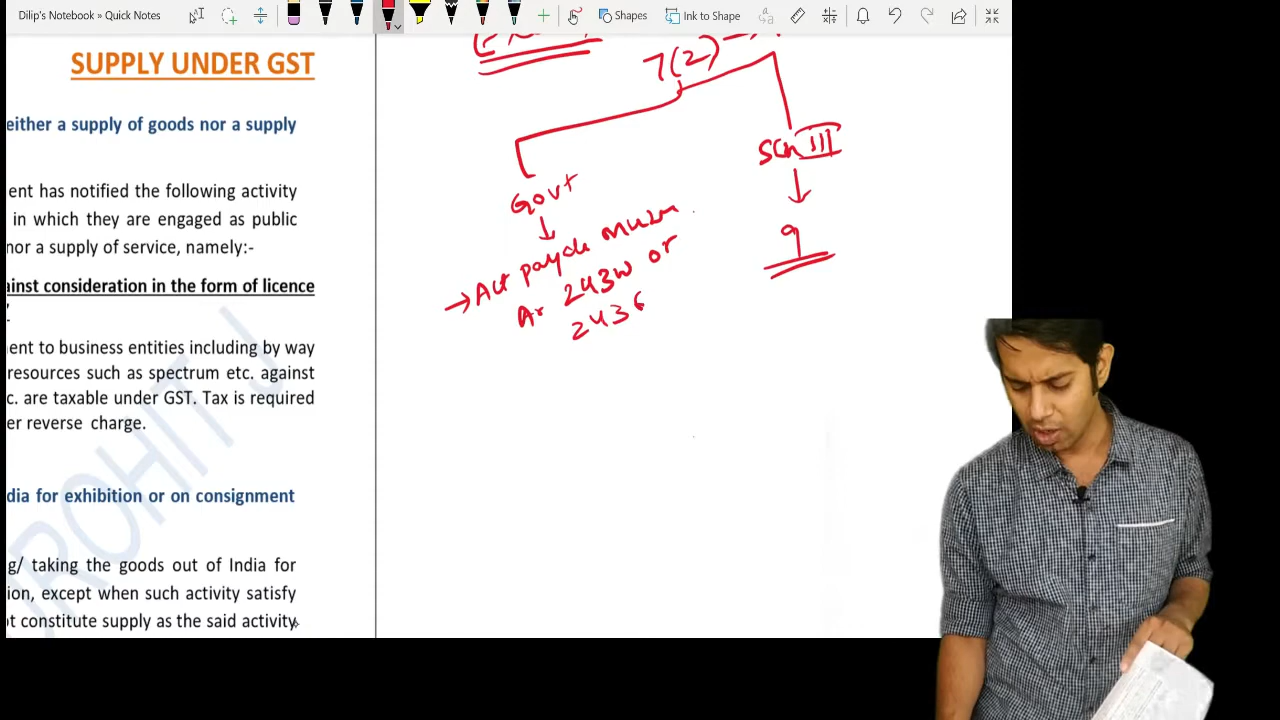 Dilip's Notebook » Quick Notes
Shapes
Ink to Shape
SUPPLY UNDER GST
either a supply of goods nor a supply
ent has notified the following activity
in which they are engaged as public
nor a supply of service, namely:-
ainst consideration in the form of licence
ent to business entities including by way
resources such as spectrum etc. against
c. are taxable under GST. Tax is required
er reverse charge.
dia for exhibition or on consignment
g/ taking the goods out of India for
ion, except when such activity satisfy
ot constitute supply as the said activity
ROHIT J
7(2)
Govt
→ Act
Ar 243W or
243G
Sch III
9